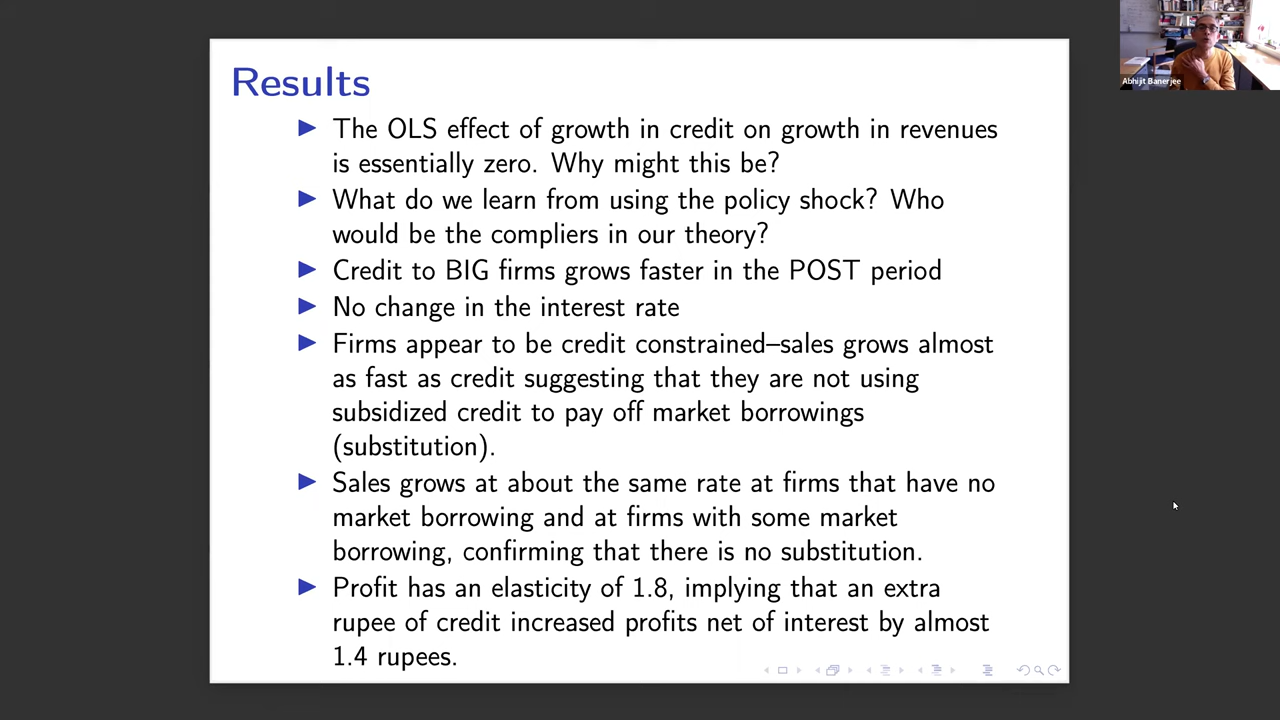 Results
The OLS effect of growth in credit on growth in revenues
is essentially zero. Why might this be?
What do we learn from using the policy shock? Who
would be the compliers in our theory?
Credit to BIG firms grows faster in the POST period
No change in the interest rate
Firms appear to be credit constrained–sales grows almost
as fast as credit suggesting that they are not using
subsidized credit to pay off market borrowings
(substitution).
Sales grows at about the same rate at firms that have no
market borrowing and at firms with some market
borrowing, confirming that there is no substitution.
Profit has an elasticity of 1.8, implying that an extra
rupee of credit increased profits net of interest by almost
1.4 rupees.
Abhijit Banerjee